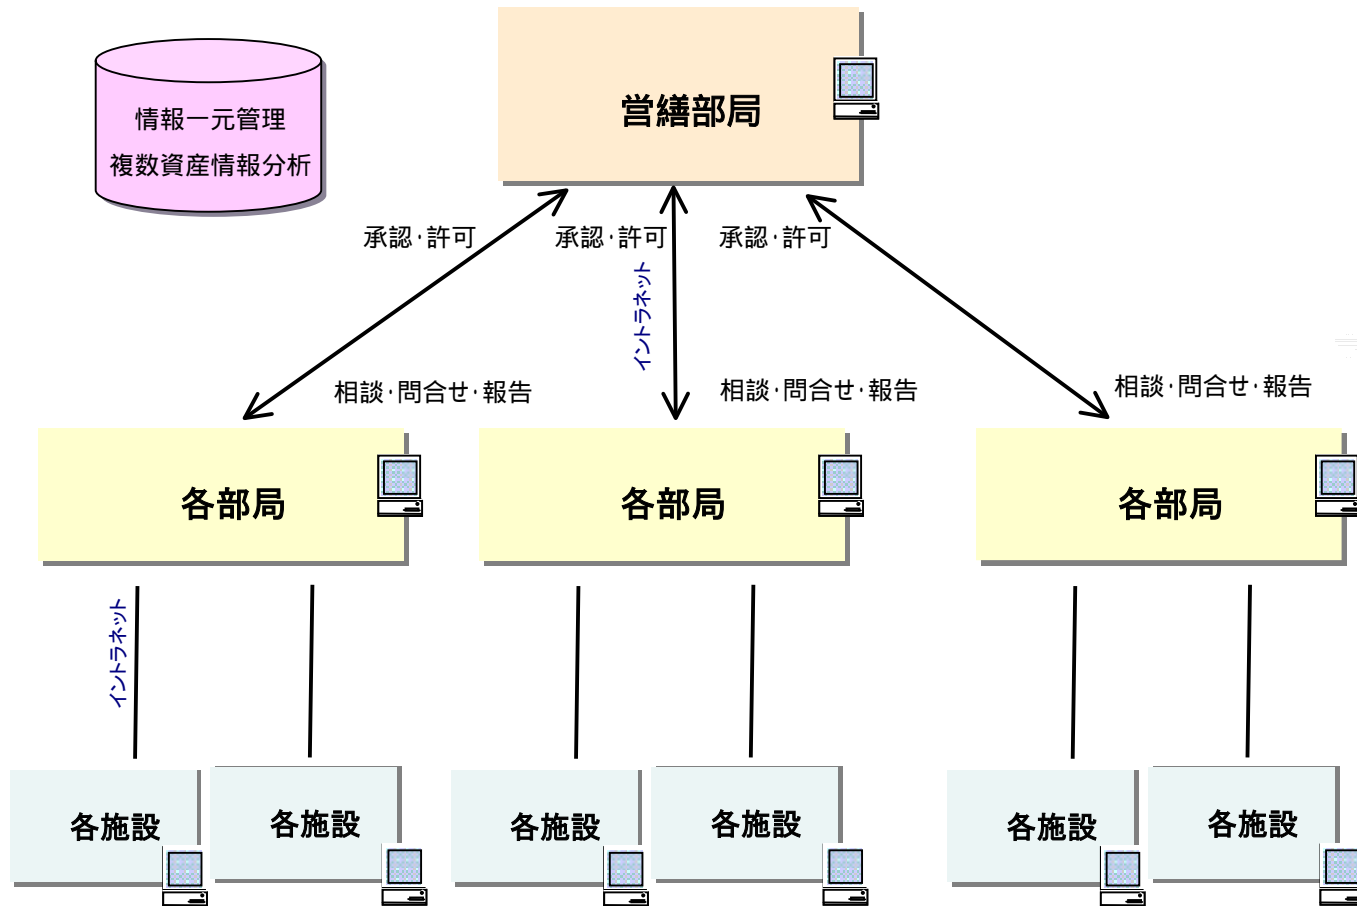 営繕部局
情報一元管理
複数資産情報分析
承認･許可
承認･許可
承認･許可
イントラネット
相談･問合せ･報告
相談･問合せ･報告
相談･問合せ･報告
各部局
各部局
各部局
イントラネット
各施設
各施設
各施設
各施設
各施設
各施設